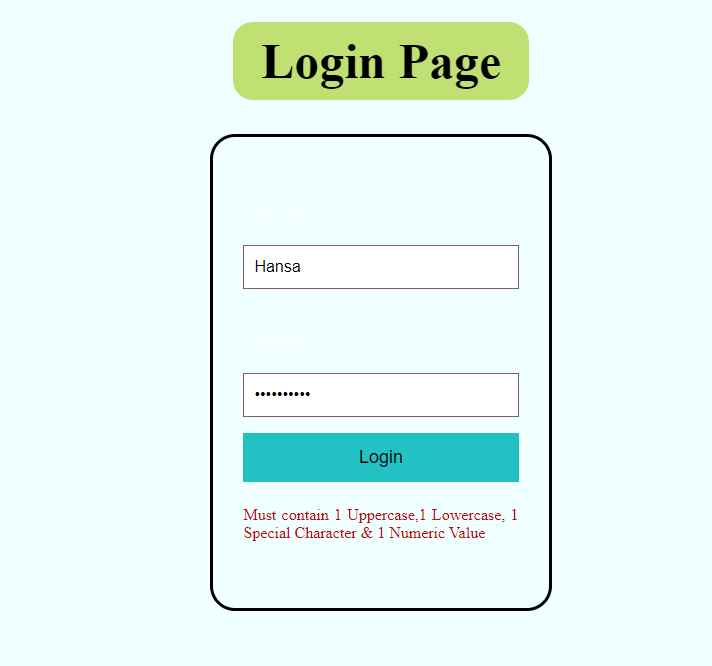 Login Page
User Name
Hansa
Password
••••••••••
Login
Must contain 1 Uppercase,1 Lowercase, 1
Special Character & 1 Numeric Value